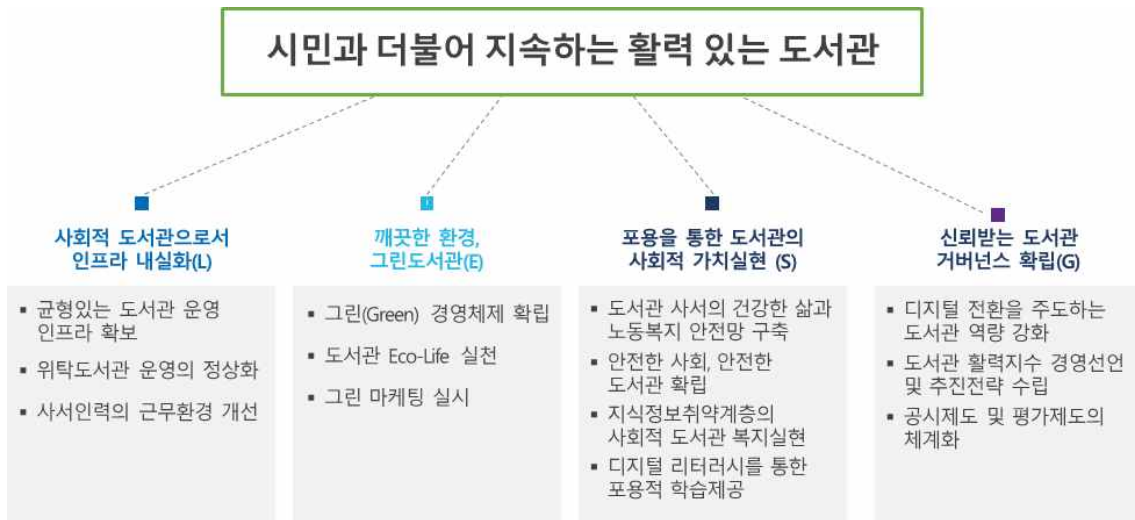 시민과 더불어 지속하는 활력 있는 도서관
사회적 도서관으로서
인프라 내실화(L)
▪ 균형있는 도서관 운영
인프라 확보
▪ 위탁도서관 운영의 정상화
▪ 사서인력의 근무환경 개선
깨끗한 환경,
그린도서관(E)
▪ 그린(Green) 경영체제 확립
▪ 도서관 Eco-Life 실천
▪ 그린 마케팅 실시
포용을 통한 도서관의
사회적 가치실현 (S)
▪ 도서관 사서의 건강한 삶과
노동복지 안전망 구축
▪ 안전한 사회, 안전한
도서관 확립
▪ 지식정보취약계층의
사회적 도서관 복지실현
▪ 디지털 리터러시를 통한
포용적 학습제공
신뢰받는 도서관
거버넌스 확립(G)
▪ 디지털 전환을 주도하는
도서관 역량 강화
▪ 도서관 활력지수 경영선언
및 추진전략 수립
▪ 공시제도 및 평가제도의
체계화